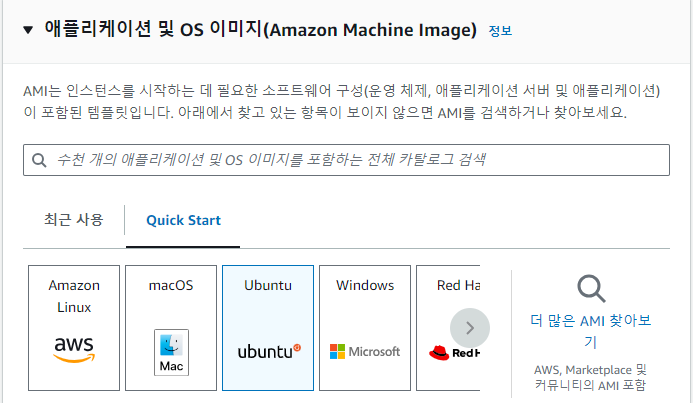 애플리케이션 및 OS 이미지(Amazon Machine Image) 정보
AMI는 인스턴스를 시작하는 데 필요한 소프트웨어 구성(운영 체제, 애플리케이션 서버 및 애플리케이션)
이 포함된 템플릿입니다. 아래에서 찾고 있는 항목이 보이지 않으면 AMI를 검색하거나 찾아보세요.
수천 개의 애플리케이션 및 OS 이미지를 포함하는 전체 카탈로그 검색
최근 사용
Quick Start
Amazon
Linux
aws
macOS
Mac
Ubuntu
ubuntu
Windows
Microsoft
Red Ha
Red H
더 많은 AMI 찾아보
기
AWS, Marketplace 및
커뮤니티의 AMI 포함